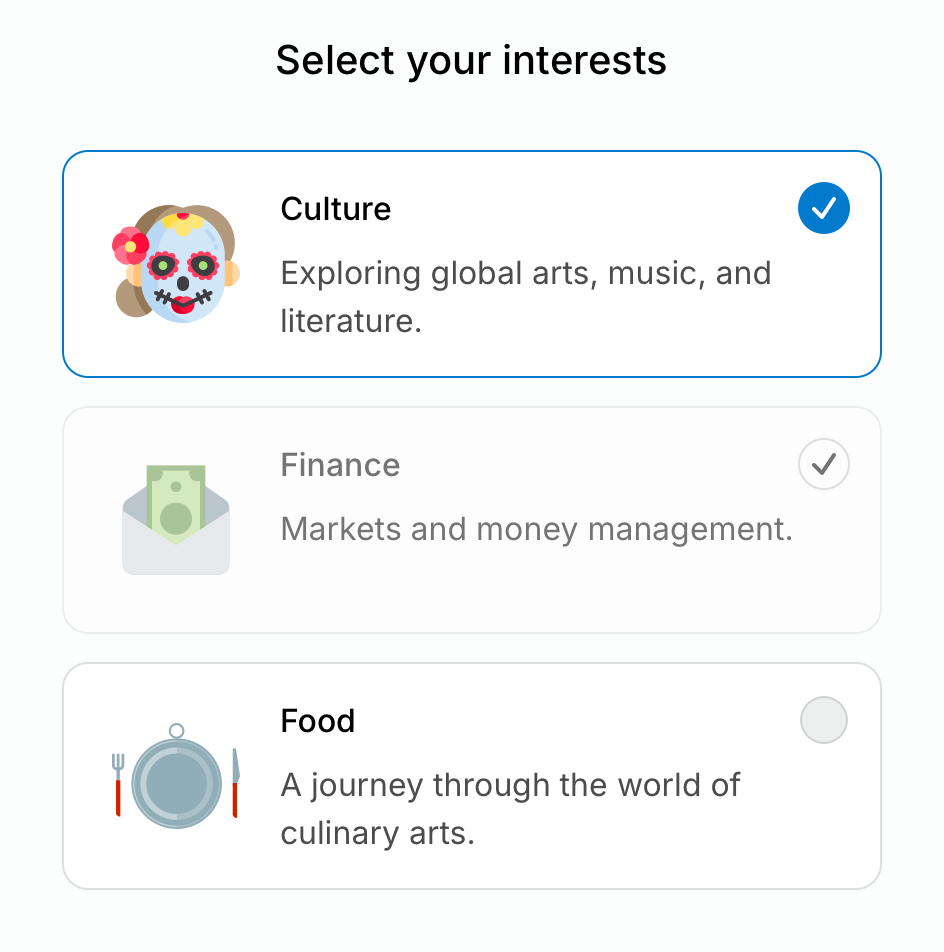 Select your interests
Culture
Exploring global arts, music, and
literature.
Finance
Markets and money management.
Food
A journey through the world of
culinary arts.